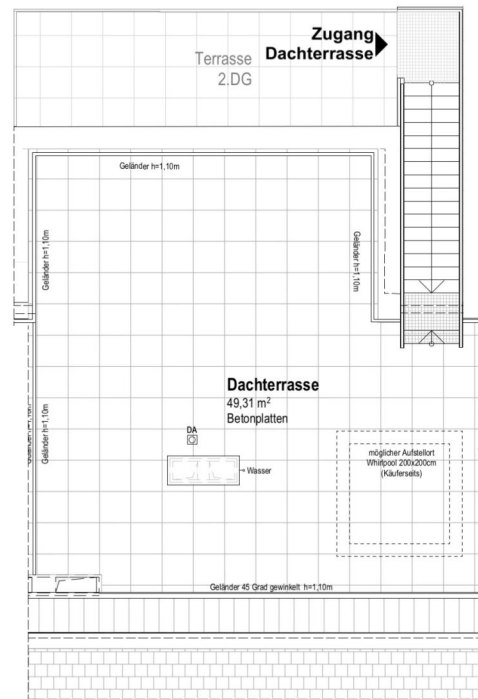 Zugang
Dachterrasse
Terrasse
2.DG
Geländer h=1,10m
Geländer h=1,10m
Geländer h=1,10m
Dachterrasse
49,31 m²
Betonplatten
DA
Wasser
möglicher Aufstellort
Whirlpool 200x200cm
(Käuferseits)
Geländer h=1,10m
Geländer h=1,10m
Geländer 45 Grad gewinkelt h=1,10m